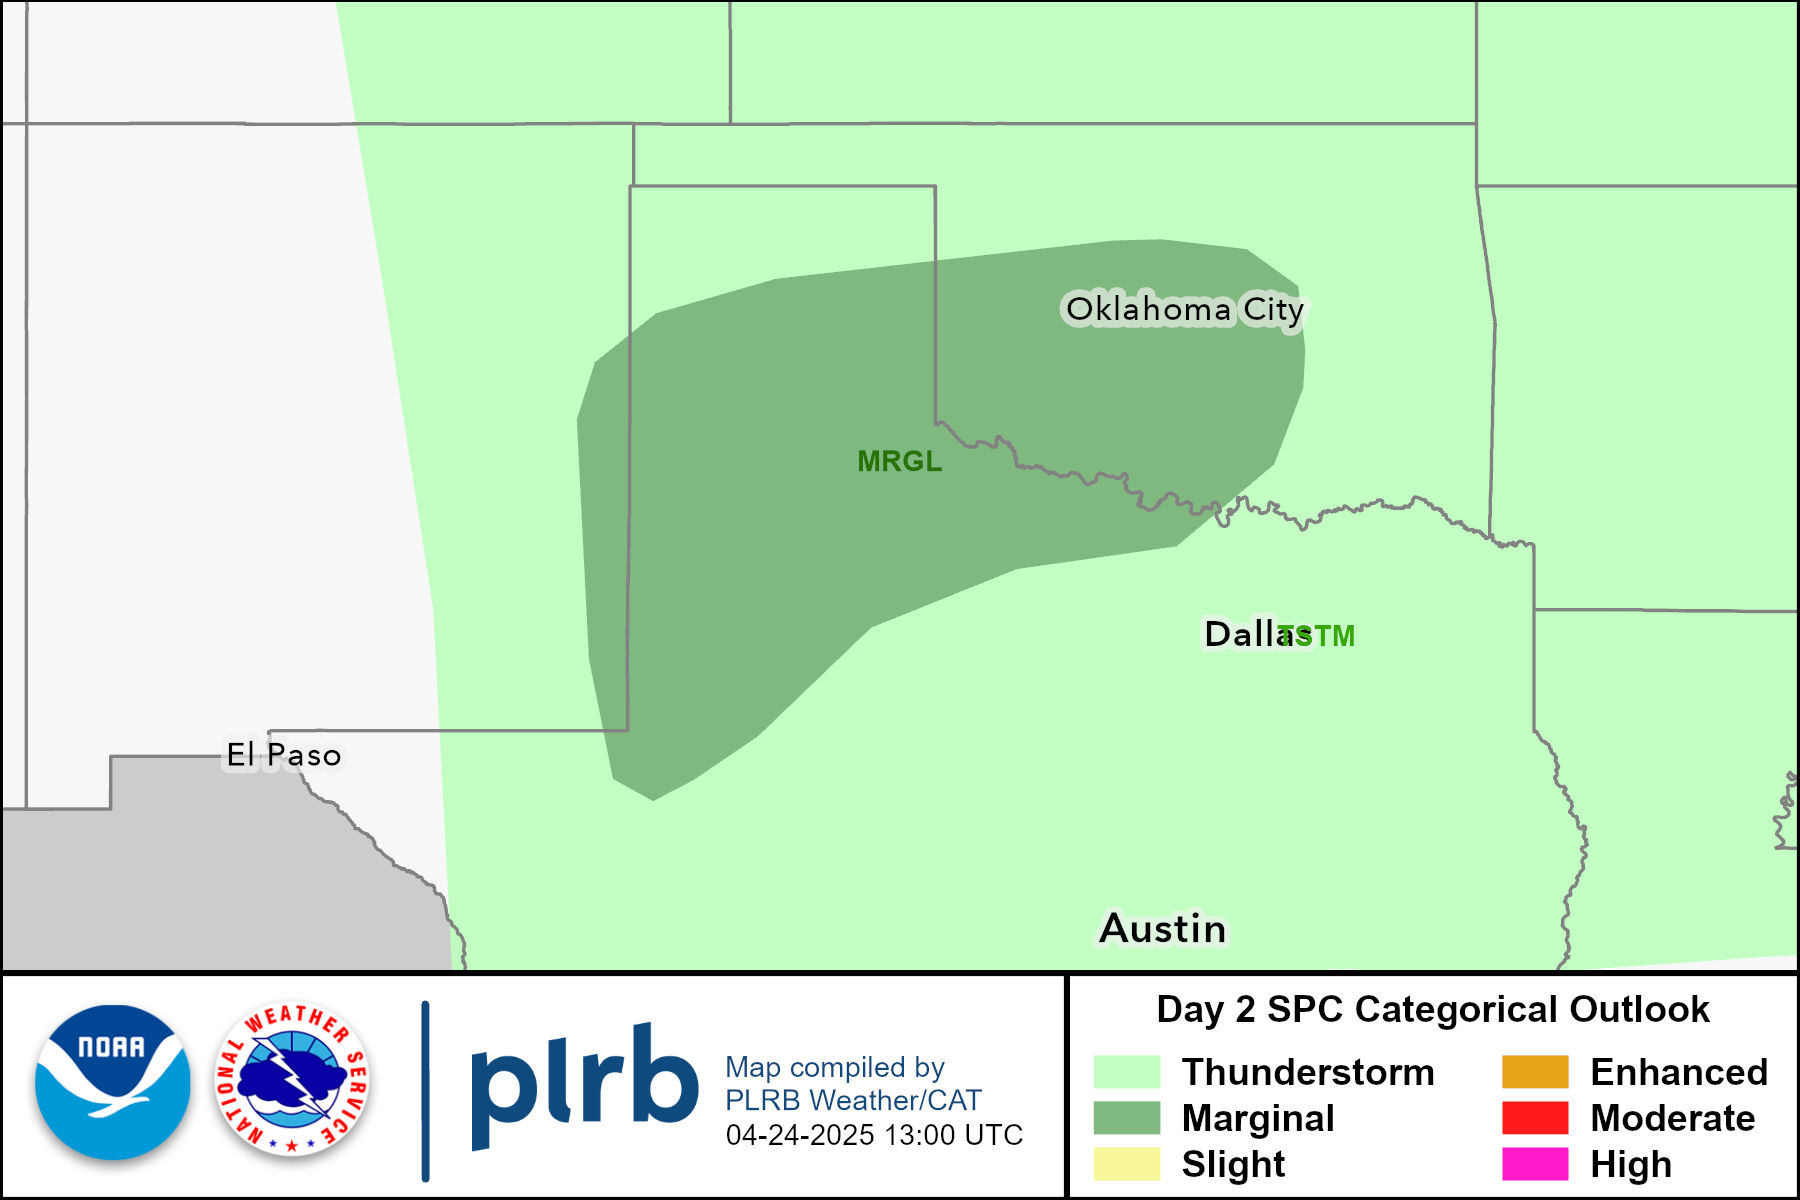 Oklahoma City
MRGL
Dallas
TSTM
El Paso
Austin
NOAA
NATIONAL WEATHER SERVICE
plrb
Map compiled by
PLRB Weather/CAT
04-24-2025 13:00 UTC
Day 2 SPC Categorical Outlook
Thunderstorm
Marginal
Slight
Enhanced
Moderate
High